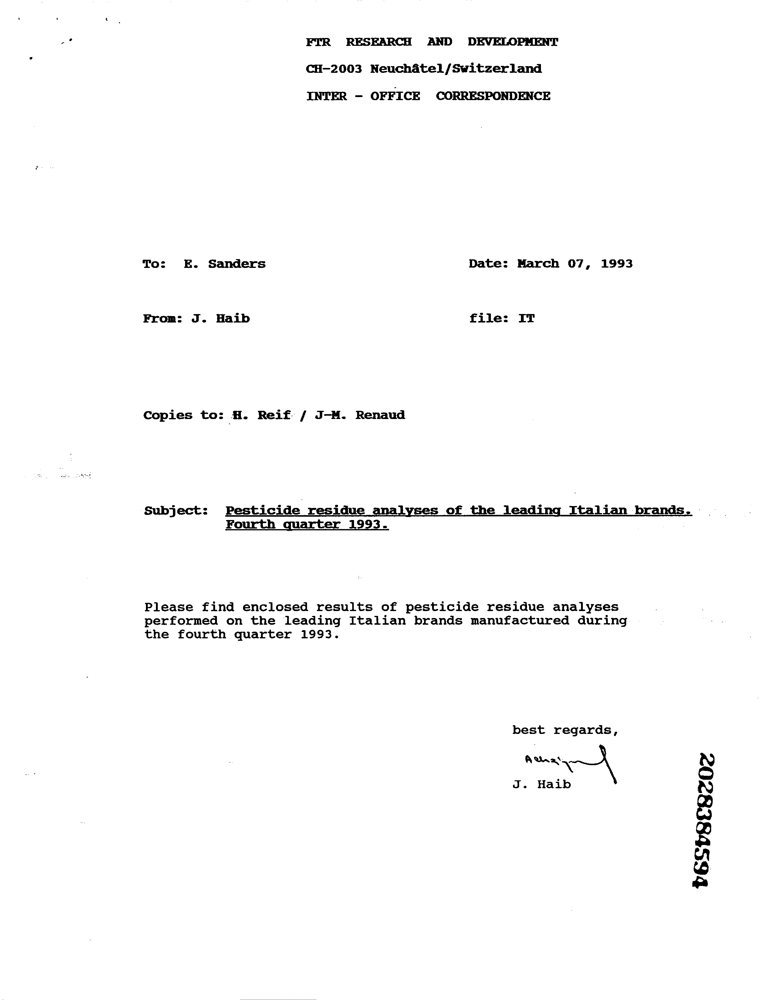 FTR RESEARCH AND DEVELOPMENT
CH-2003 Neuchâtel/Switzerland
INTER - OFFICE CORRESPONDENCE
To: E. Sanders
Date: March 07, 1993
From: J. Haib
file: IT
Copies to: H. Reif / J-M. Renaud
Subject: Pesticide residue analyses of the leading Italian brands.
Fourth quarter 1993.
Please find enclosed results of pesticide residue analyses
performed on the leading Italian brands manufactured during
the fourth quarter 1993.
best regards,
J. Haib
2028384594